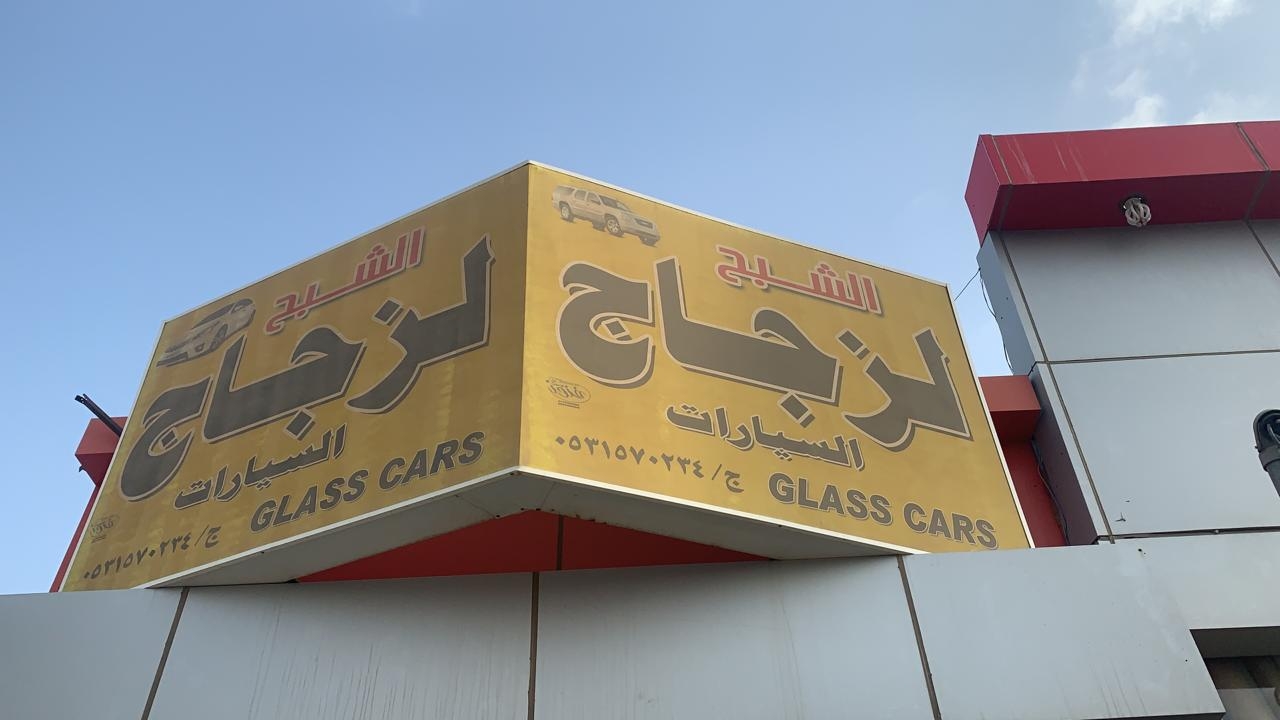 الشبح
لزجاج
السيارات
GLASS CARS
ج/ ٠٥٣١٥٧٠٢٣٤
الشبح
لزجاج
السيارات
GLASS CARS
ج/ ٠٥٣١٥٧٠٢٣٤